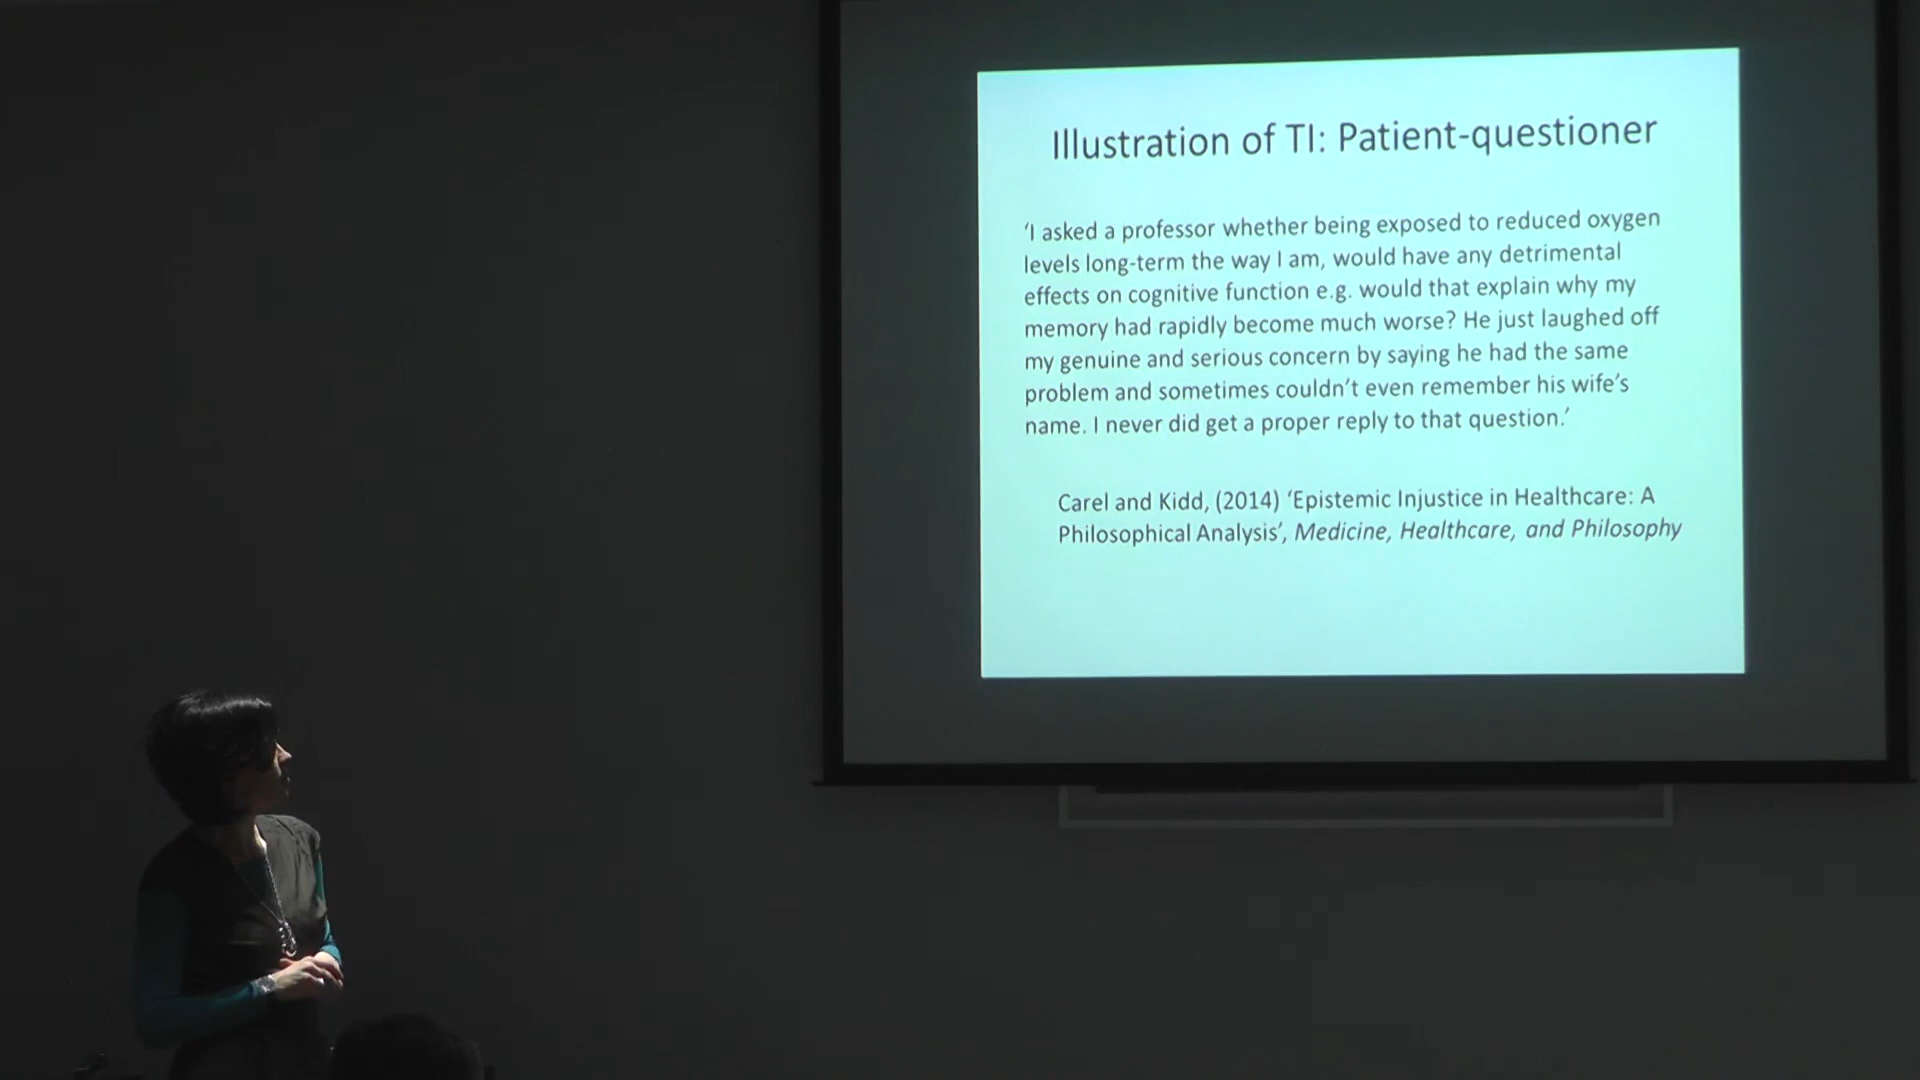 Illustration of TI: Patient-questioner
‘I asked a professor whether being exposed to reduced oxygen
levels long-term the way I am, would have any detrimental
effects on cognitive function e.g. would that explain why my
memory had rapidly become much worse? He just laughed off
my genuine and serious concern by saying he had the same
problem and sometimes couldn’t even remember his wife’s
name. I never did get a proper reply to that question.’
Carel and Kidd, (2014) ‘Epistemic Injustice in Healthcare: A
Philosophical Analysis’, Medicine, Healthcare, and Philosophy